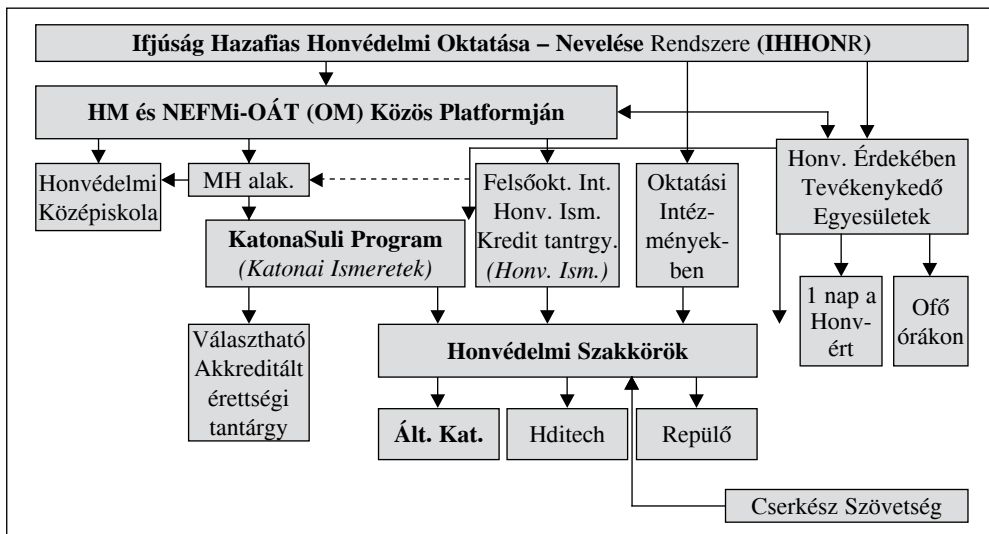 Ifjúság Hazafias Honvédelmi Oktatása – Nevelése Rendszere (IHHONR)
HM és NEFMi-OÁT (OM) Közös Platformján
Honvédelmi
Középiskola
MH alak.
Felsőokt. Int.
Honv. Ism.
Kredit tantrgy.
(Honv. Ism.)
Oktatási
Intéz-
mények-
ben
Honv. Érdekében
Tevékenykedő
Egyesületek
KatonaSuli Program
(Katonai Ismeretek)
1 nap a
Honv-
ért
Ofő
órákon
Választható
Akkreditált
érettségi
tantárgy
Honvédelmi Szakkörök
Ált. Kat.
Hditech
Repülő
Cserkész Szövetség